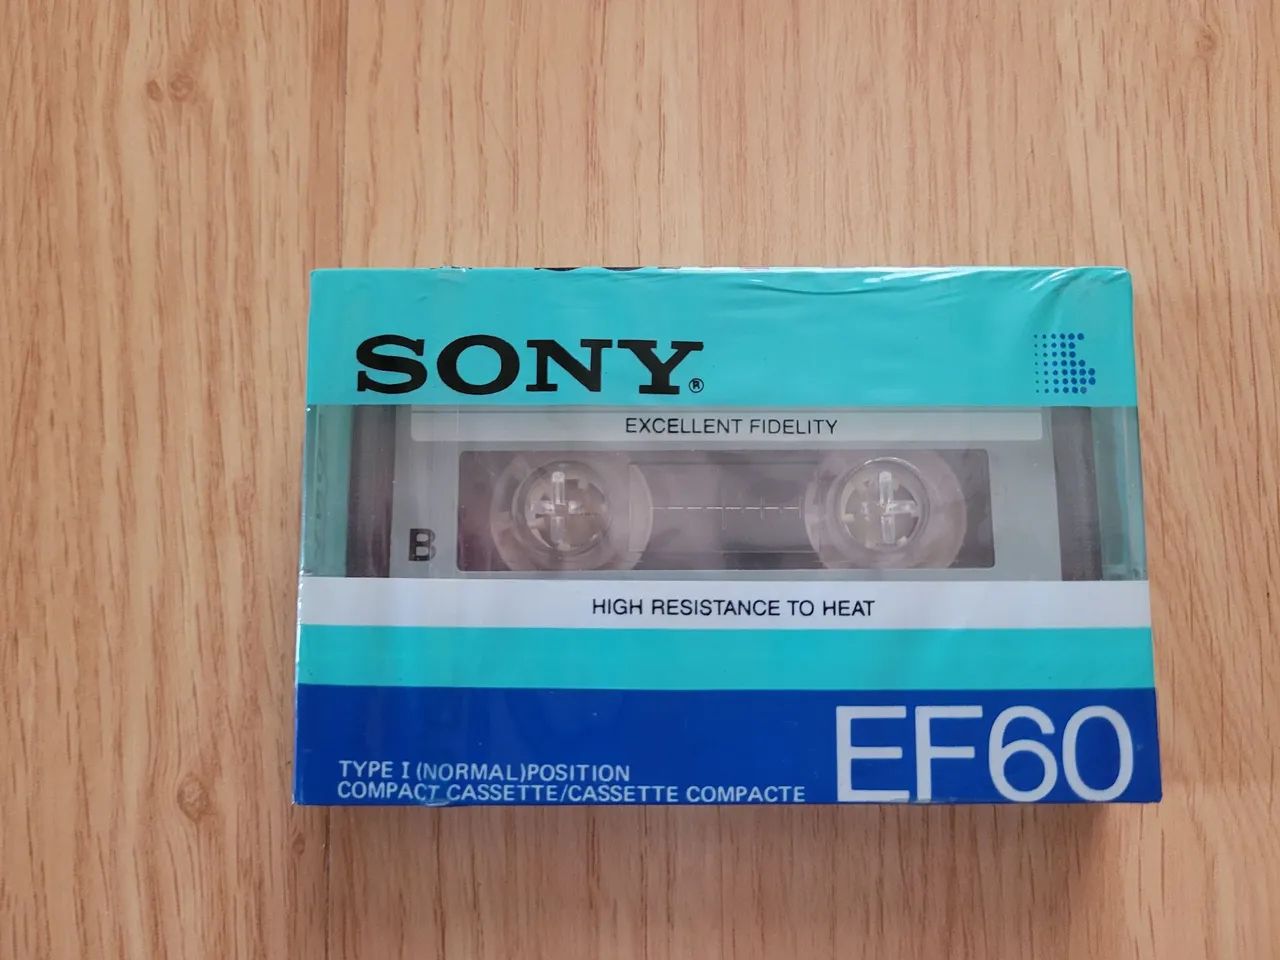 SONY®
EXCELLENT FIDELITY
B
HIGH RESISTANCE TO HEAT
EF60
TYPE I (NORMAL)POSITION
COMPACT CASSETTE/CASSETTE COMPACTE